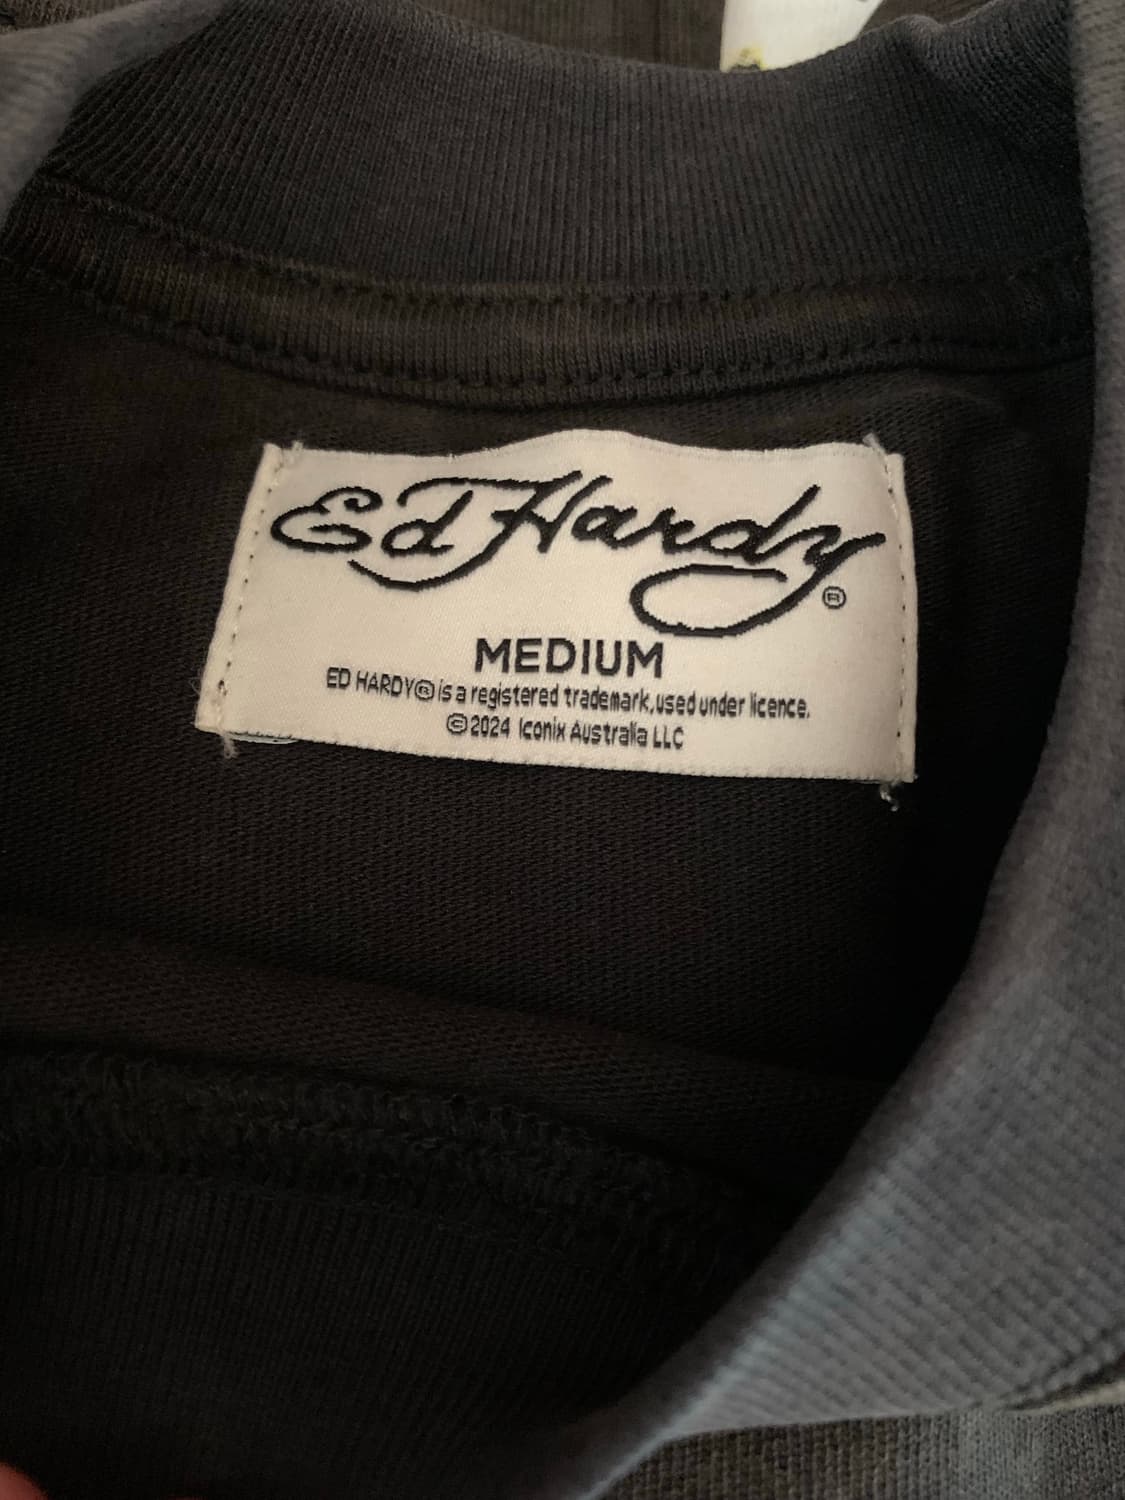 Ed Hardy®
MEDIUM
ED HARDY® is a registered trademark, used under licence.
©2024 Iconix Australia LLC